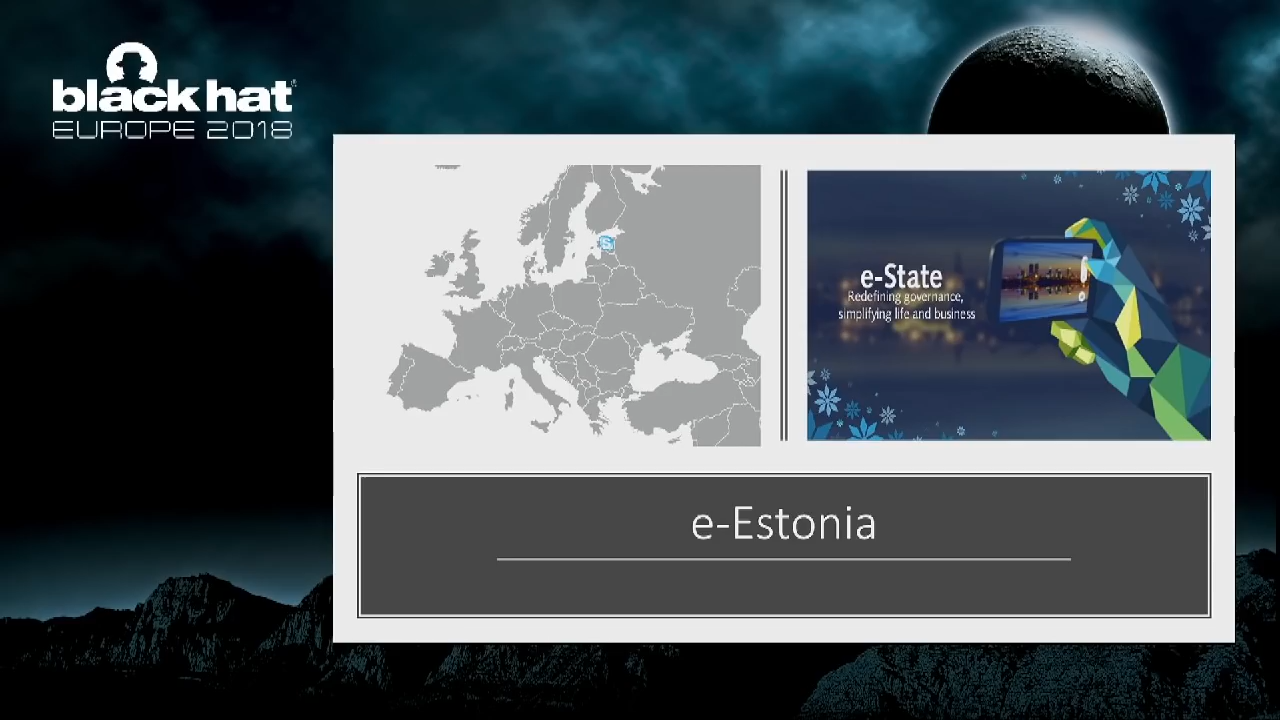 black hat
EUROPE 2018
e-State
Redefining governance,
simplifying life and business
e-Estonia